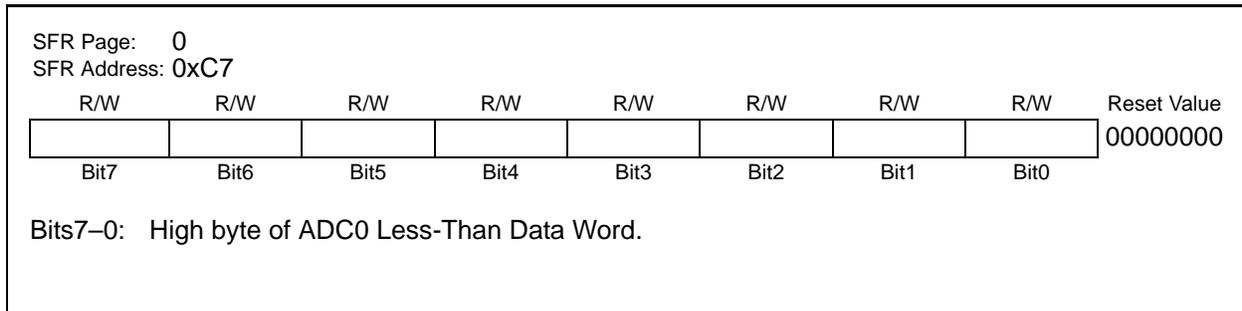 SFR Page: 0
SFR Address: 0xC7
R/W R/W R/W R/W R/W R/W R/W R/W Reset Value
00000000
Bit7 Bit6 Bit5 Bit4 Bit3 Bit2 Bit1 Bit0
Bits7–0: High byte of ADC0 Less-Than Data Word.